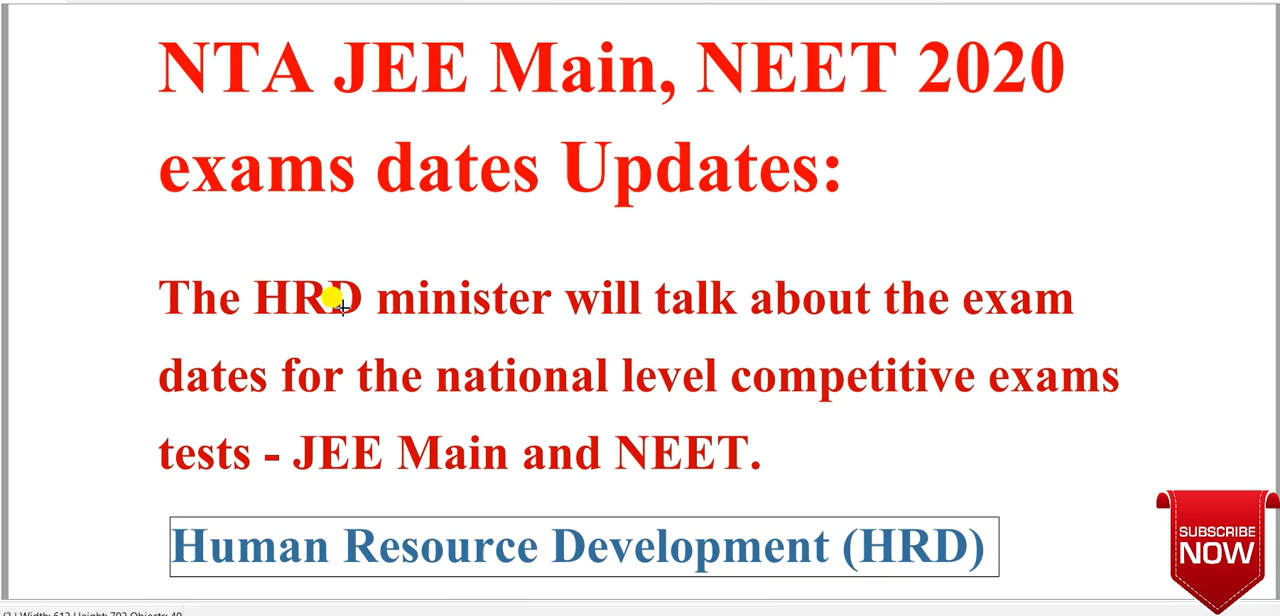 NTA JEE Main, NEET 2020
exams dates Updates:
The HRD minister will talk about the exam
dates for the national level competitive exams
tests - JEE Main and NEET.
Human Resource Development (HRD)
SUBSCRIBE
NOW